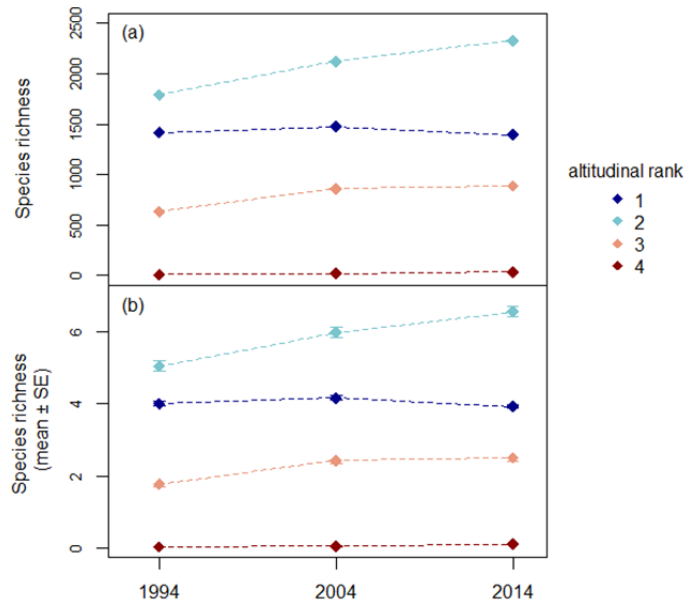 (a)
Species richness
2500
2000
1500
1000
500
0
altitudinal rank
1
2
3
4
(b)
Species richness
(mean ± SE)
6
4
2
0
1994 2004 2014